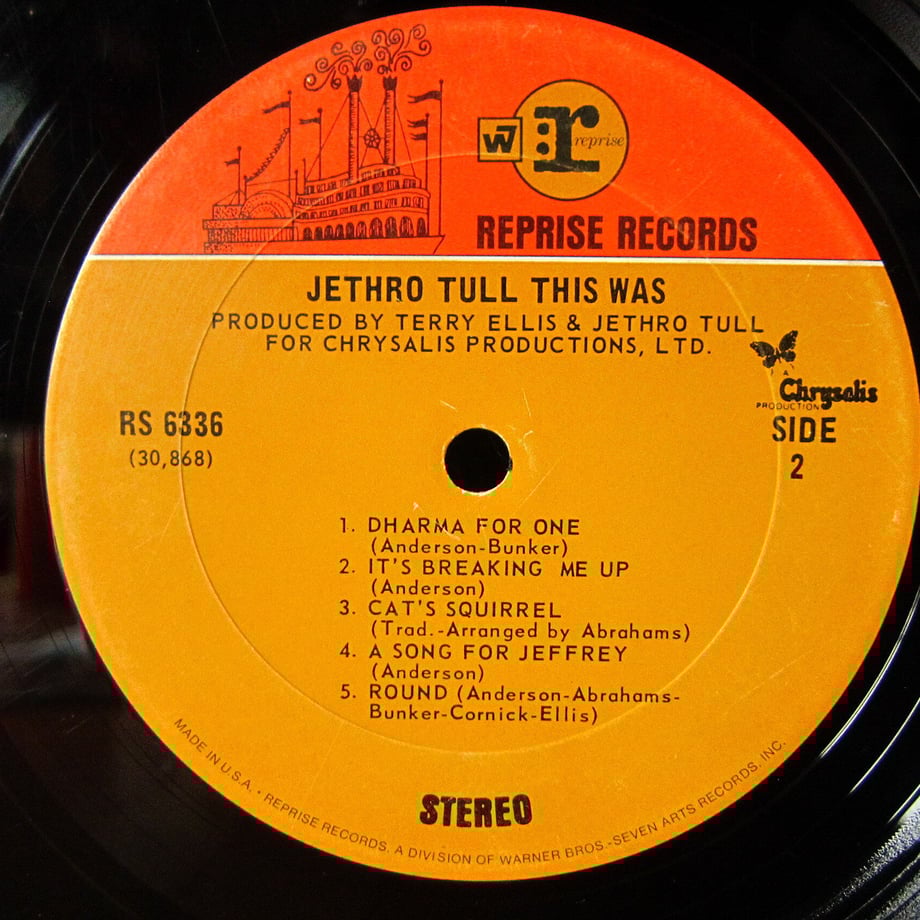 W7
r
reprise
REPRISE RECORDS
JETHRO TULL THIS WAS
PRODUCED BY TERRY ELLIS & JETHRO TULL
FOR CHRYSALIS PRODUCTIONS, LTD.
A
Chrysalis
PRODUCTION
RS 6336
(30,868)
SIDE
2
1. DHARMA FOR ONE
(Anderson-Bunker)
2. IT'S BREAKING ME UP
(Anderson)
3. CAT'S SQUIRREL
(Trad.-Arranged by Abrahams)
4. A SONG FOR JEFFREY
(Anderson)
5. ROUND (Anderson-Abrahams-
Bunker-Cornick-Ellis)
STEREO
MADE IN U.S.A. • REPRISE RECORDS. A DIVISION OF WARNER BROS.-SEVEN ARTS RECORDS. INC.